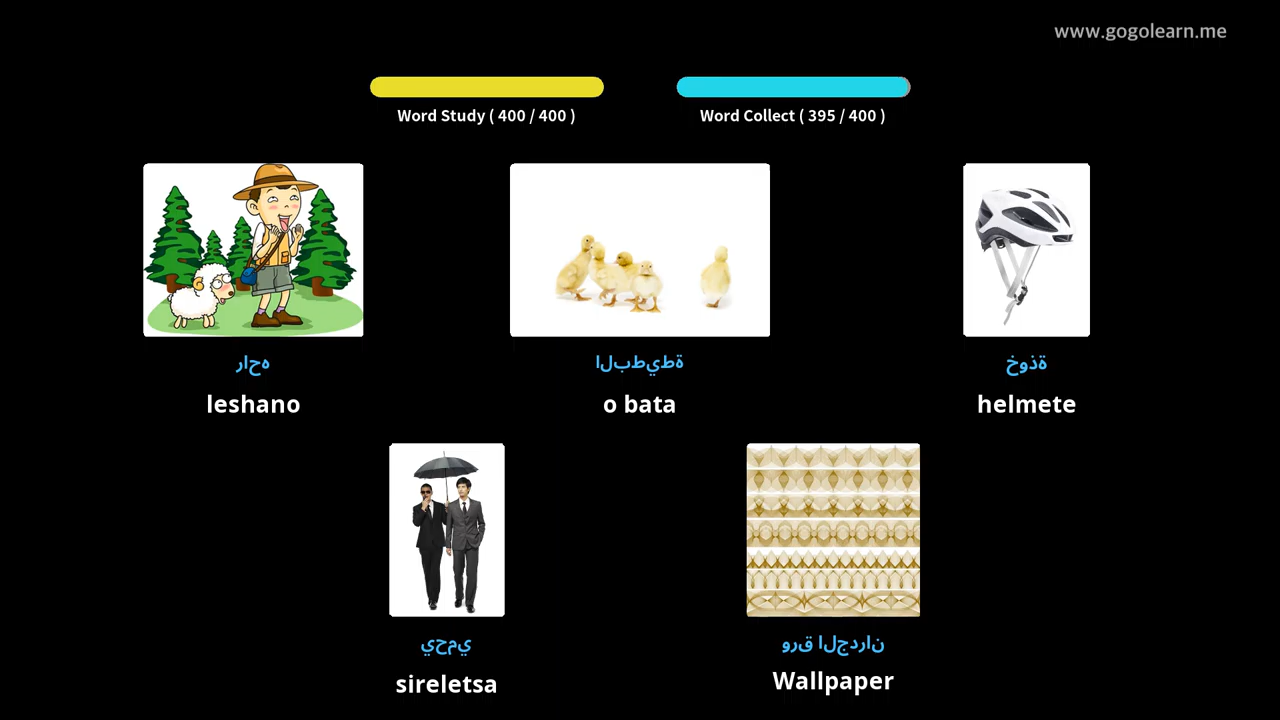 www.gogolearn.me
Word Study ( 400 / 400 )
Word Collect ( 395 / 400 )
راحه
البطيطة
خوذة
leshano
o bata
helmete
يحمي
ورق الجدران
sireletsa
Wallpaper